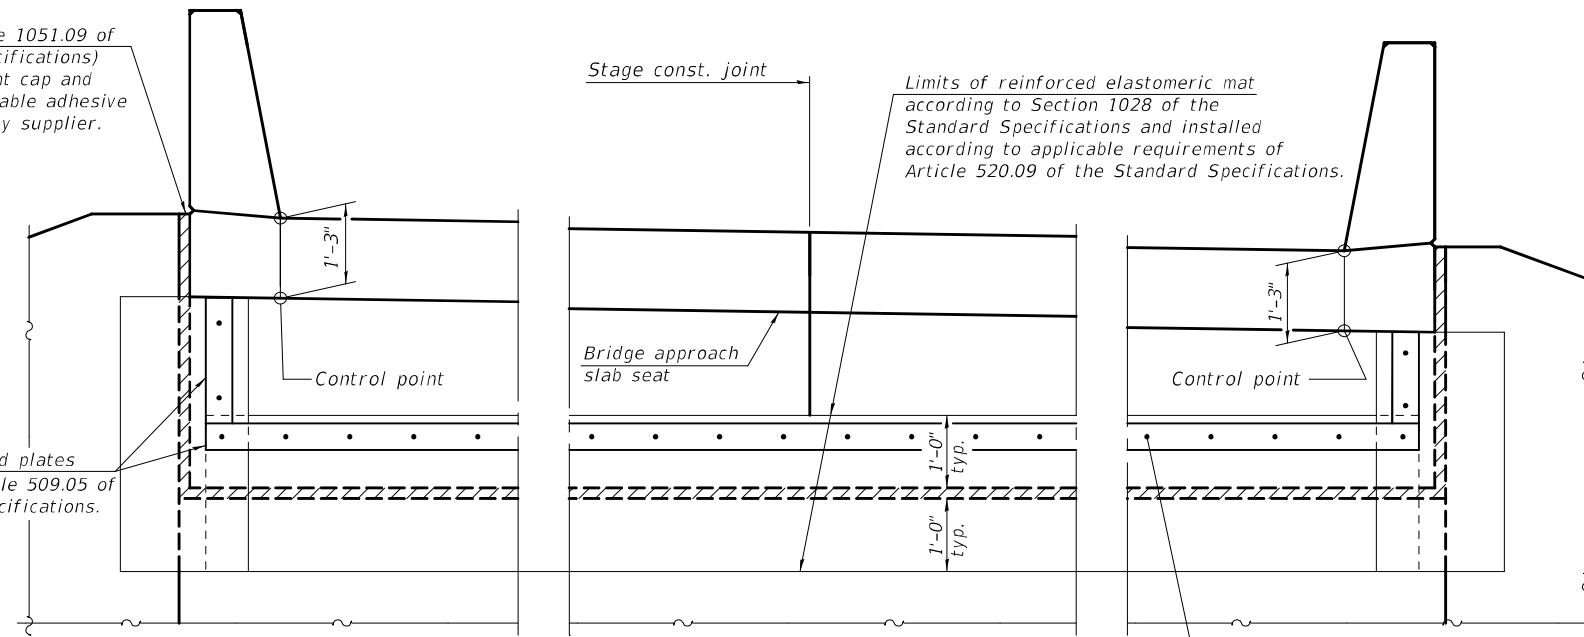 e 1051.09 of
cifications)
nt cap and
able adhesive
y supplier.
Stage const. joint
Limits of reinforced elastomeric mat
according to Section 1028 of the
Standard Specifications and installed
according to applicable requirements of
Article 520.09 of the Standard Specifications.
1'-3"
1'-3"
Bridge approach
slab seat
Control point
Control point
d plates
le 509.05 of
cifications.
1'-0"
typ.
1'-0"
typ.